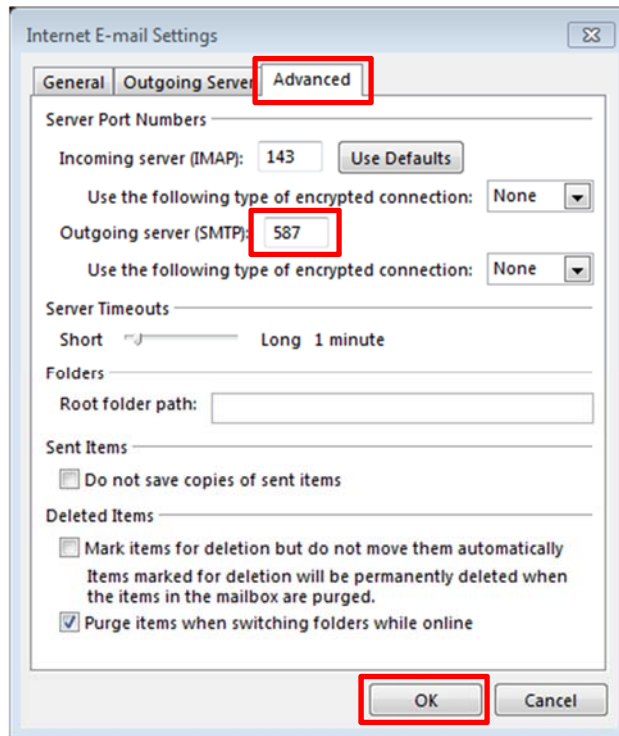 Internet E-mail Settings
General Outgoing Server Advanced
Server Port Numbers
Incoming server (IMAP): 143 Use Defaults
Use the following type of encrypted connection: None
Outgoing server (SMTP): 587
Use the following type of encrypted connection: None
Server Timeouts
Short Long 1 minute
Folders
Root folder path:
Sent Items
Do not save copies of sent items
Deleted Items
Mark items for deletion but do not move them automatically
Items marked for deletion will be permanently deleted when
the items in the mailbox are purged.
Purge items when switching folders while online
OK Cancel